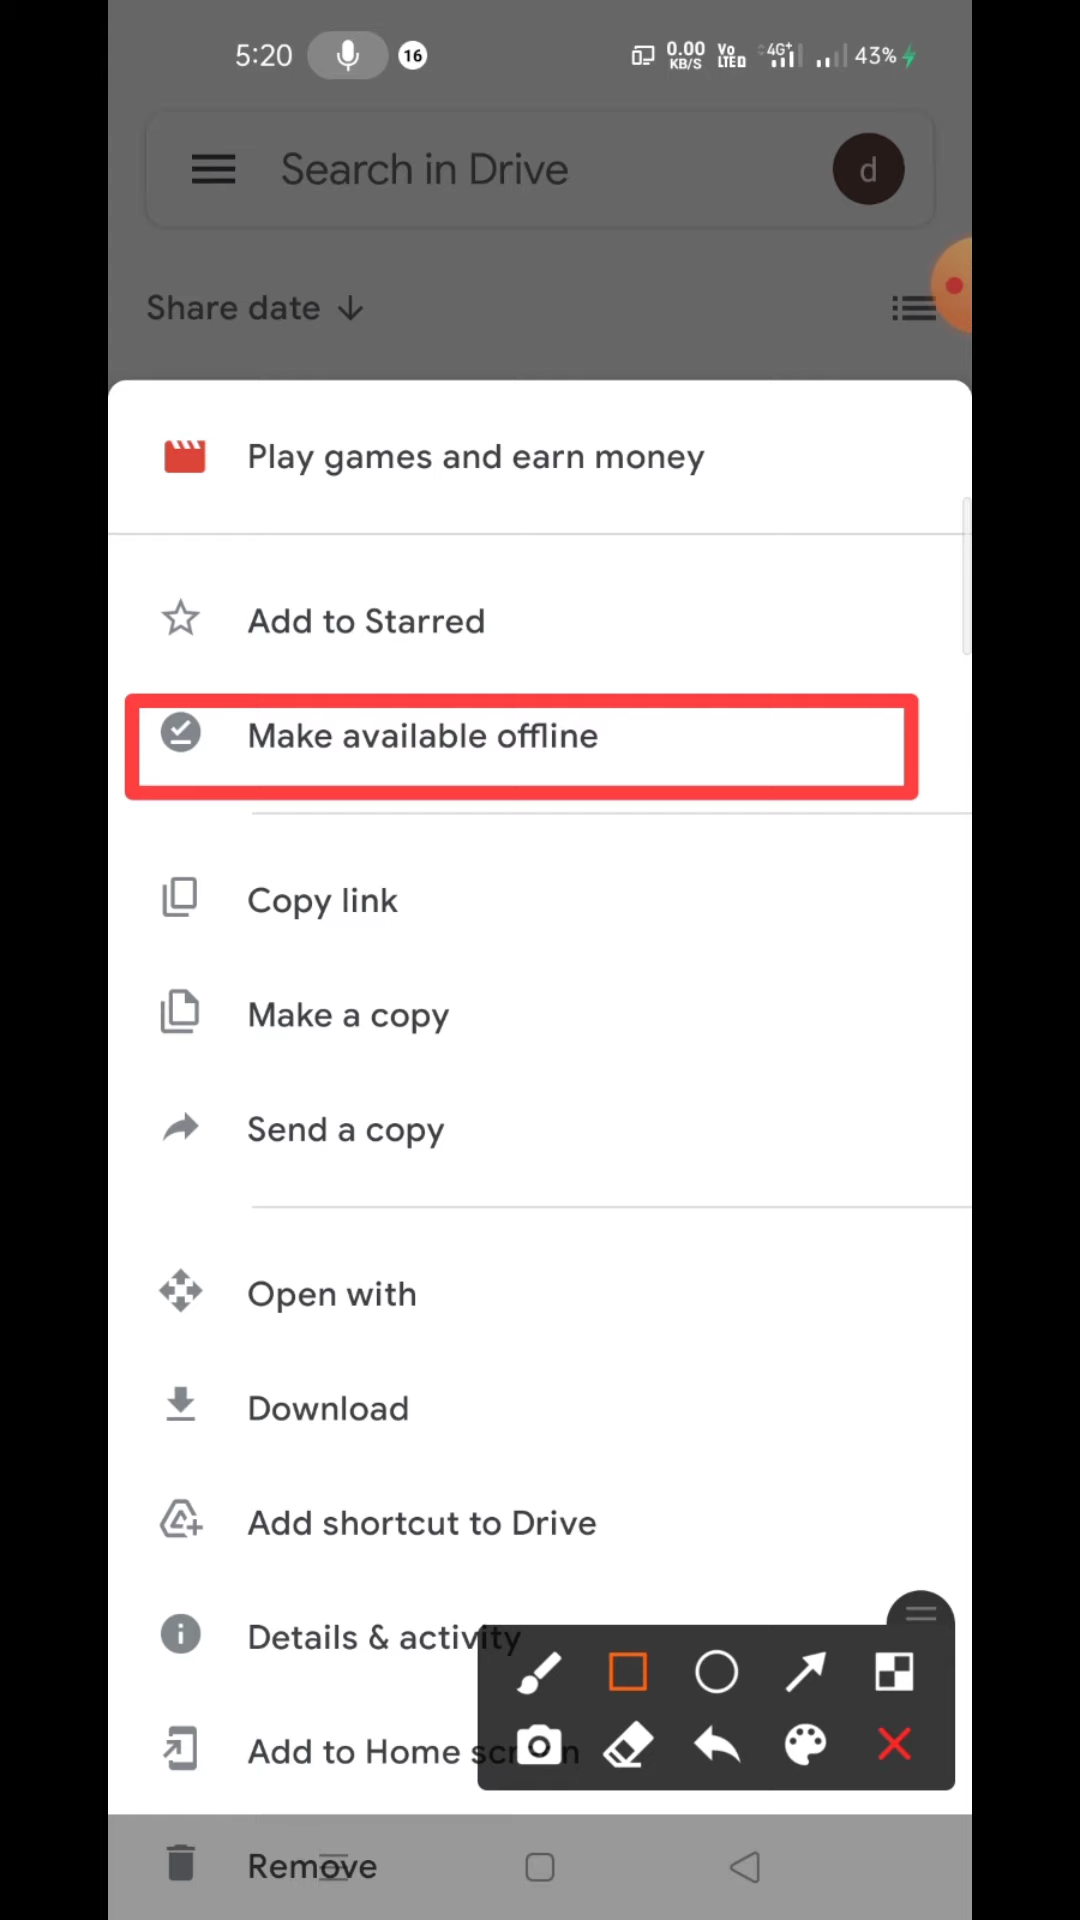 5:20 16 0.00 KB/S Vo LTED 4G+ 43%
Search in Drive d
Share date
Play games and earn money
Add to Starred
Make available offline
Copy link
Make a copy
Send a copy
Open with
Download
Add shortcut to Drive
Details & activity
Add to Home screen
Remove